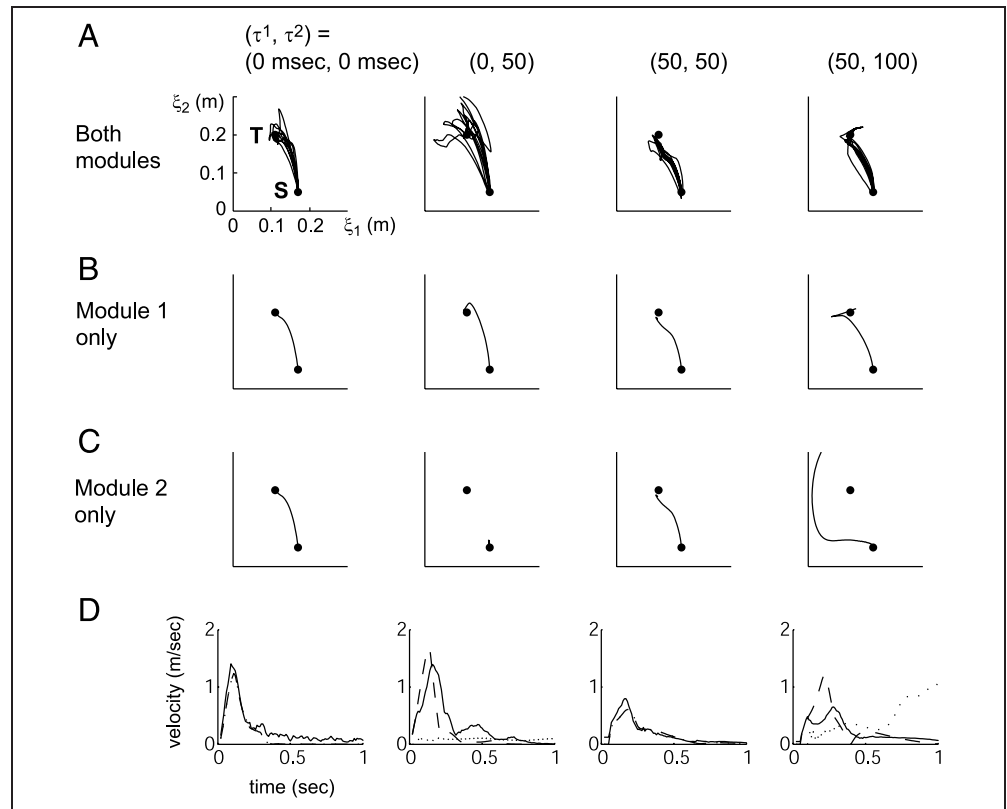 A
(τ¹, τ²) =
(0 msec, 0 msec) (0, 50) (50, 50) (50, 100)
Both
modules
ξ₂ (m)
T
0.2
0.1
S
0
0 0.1 0.2 ξ₁ (m)
B
Module 1
only
C
Module 2
only
D
velocity (m/sec)
2 2 2 2
1 1 1 1
0 0 0 0
0 0.5 1 0 0.5 1 0 0.5 1 0 0.5 1
time (sec)